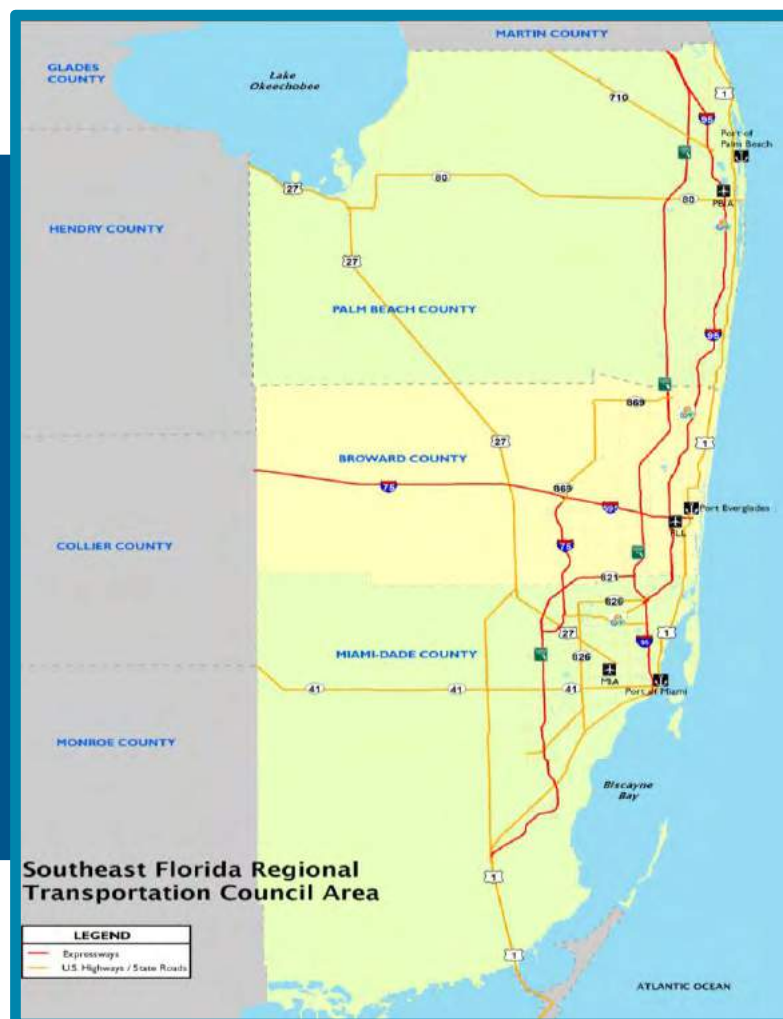 MARTIN COUNTY
GLADES
COUNTY
Lake
Okeechobee
1
710
95
Port of
Palm Beach
27
80
80
PBIA
HENDRY COUNTY
27
PALM BEACH COUNTY
95
869
27
1
BROWARD COUNTY
75
869
595
Port Everglades
FLL
COLLIER COUNTY
75
821
826
27
1
95
MIAMI-DADE COUNTY
826
MIA
41
41
41
Port of Miami
MONROE COUNTY
Biscayne
Bay
Southeast Florida Regional
Transportation Council Area
1
LEGEND
Expressways
U.S. Highways / State Roads
1
ATLANTIC OCEAN